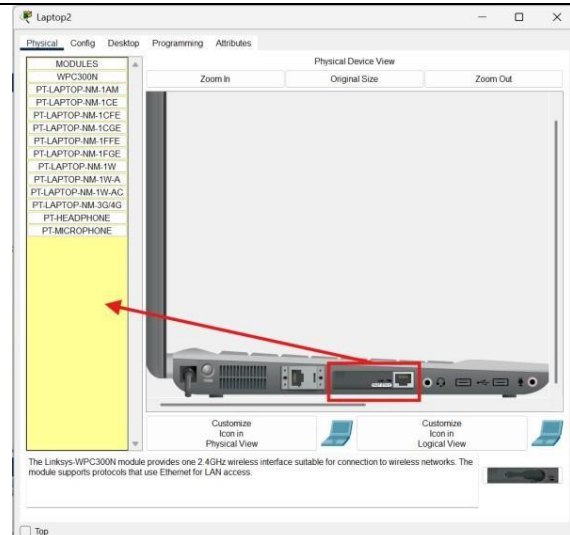 Laptop2
Physical Config Desktop Programming Attributes
MODULES
WPC300N
PT-LAPTOP-NM-1AM
PT-LAPTOP-NM-1CE
PT-LAPTOP-NM-1CFE
PT-LAPTOP-NM-1CGE
PT-LAPTOP-NM-1FFE
PT-LAPTOP-NM-1FGE
PT-LAPTOP-NM-1W
PT-LAPTOP-NM-1W-A
PT-LAPTOP-NM-1W-AC
PT-LAPTOP-NM-3G/4G
PT-HEADPHONE
PT-MICROPHONE
Physical Device View
Zoom In Original Size Zoom Out
Customize
Icon in
Physical View
Customize
Icon in
Logical View
The Linksys-WPC300N module provides one 2.4GHz wireless interface suitable for connection to wireless networks. The
module supports protocols that use Ethernet for LAN access.
Top